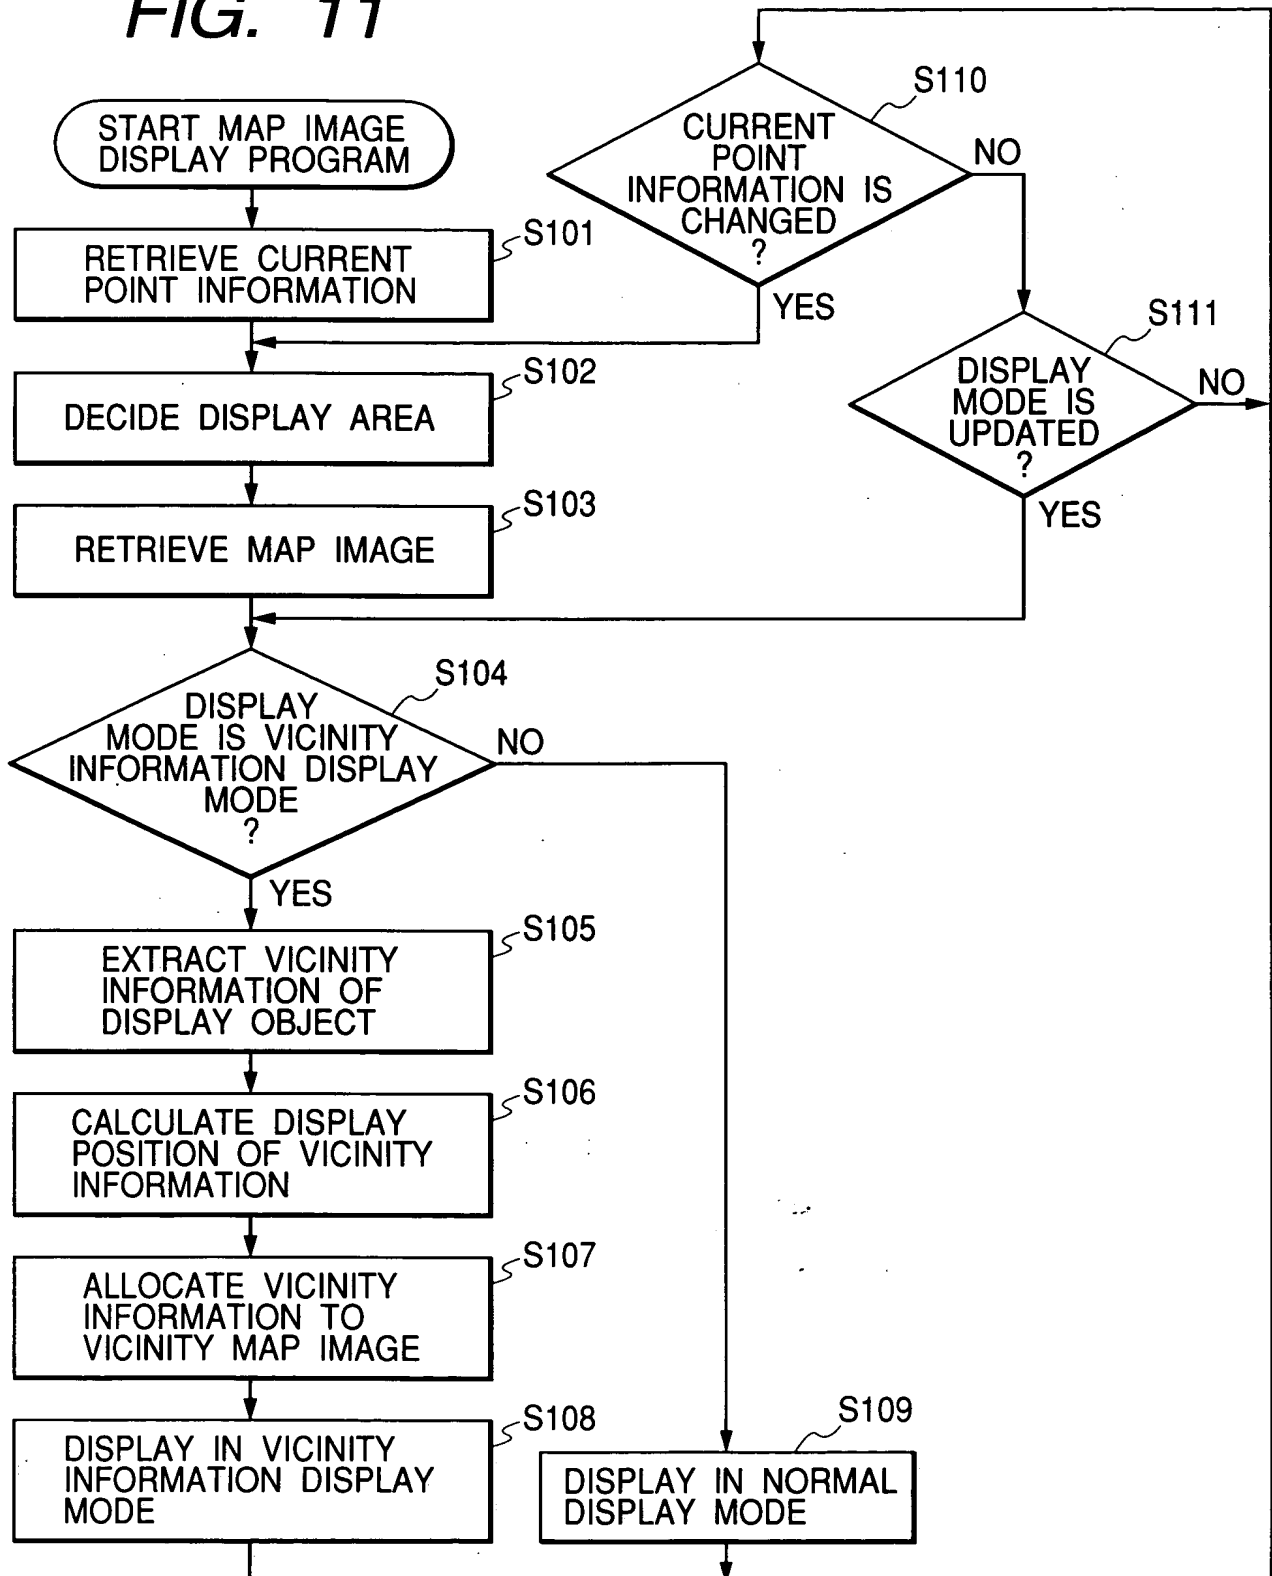 FIG. 11
START MAP IMAGE
DISPLAY PROGRAM
S101
RETRIEVE CURRENT
POINT INFORMATION
S102
DECIDE DISPLAY AREA
S103
RETRIEVE MAP IMAGE
S104
DISPLAY
MODE IS VICINITY
INFORMATION DISPLAY
MODE
?
NO
YES
S105
EXTRACT VICINITY
INFORMATION OF
DISPLAY OBJECT
S106
CALCULATE DISPLAY
POSITION OF VICINITY
INFORMATION
S107
ALLOCATE VICINITY
INFORMATION TO
VICINITY MAP IMAGE
S108
DISPLAY IN VICINITY
INFORMATION DISPLAY
MODE
S109
DISPLAY IN NORMAL
DISPLAY MODE
S110
CURRENT
POINT
INFORMATION IS
CHANGED
?
NO
YES
S111
DISPLAY
MODE IS
UPDATED
?
NO
YES